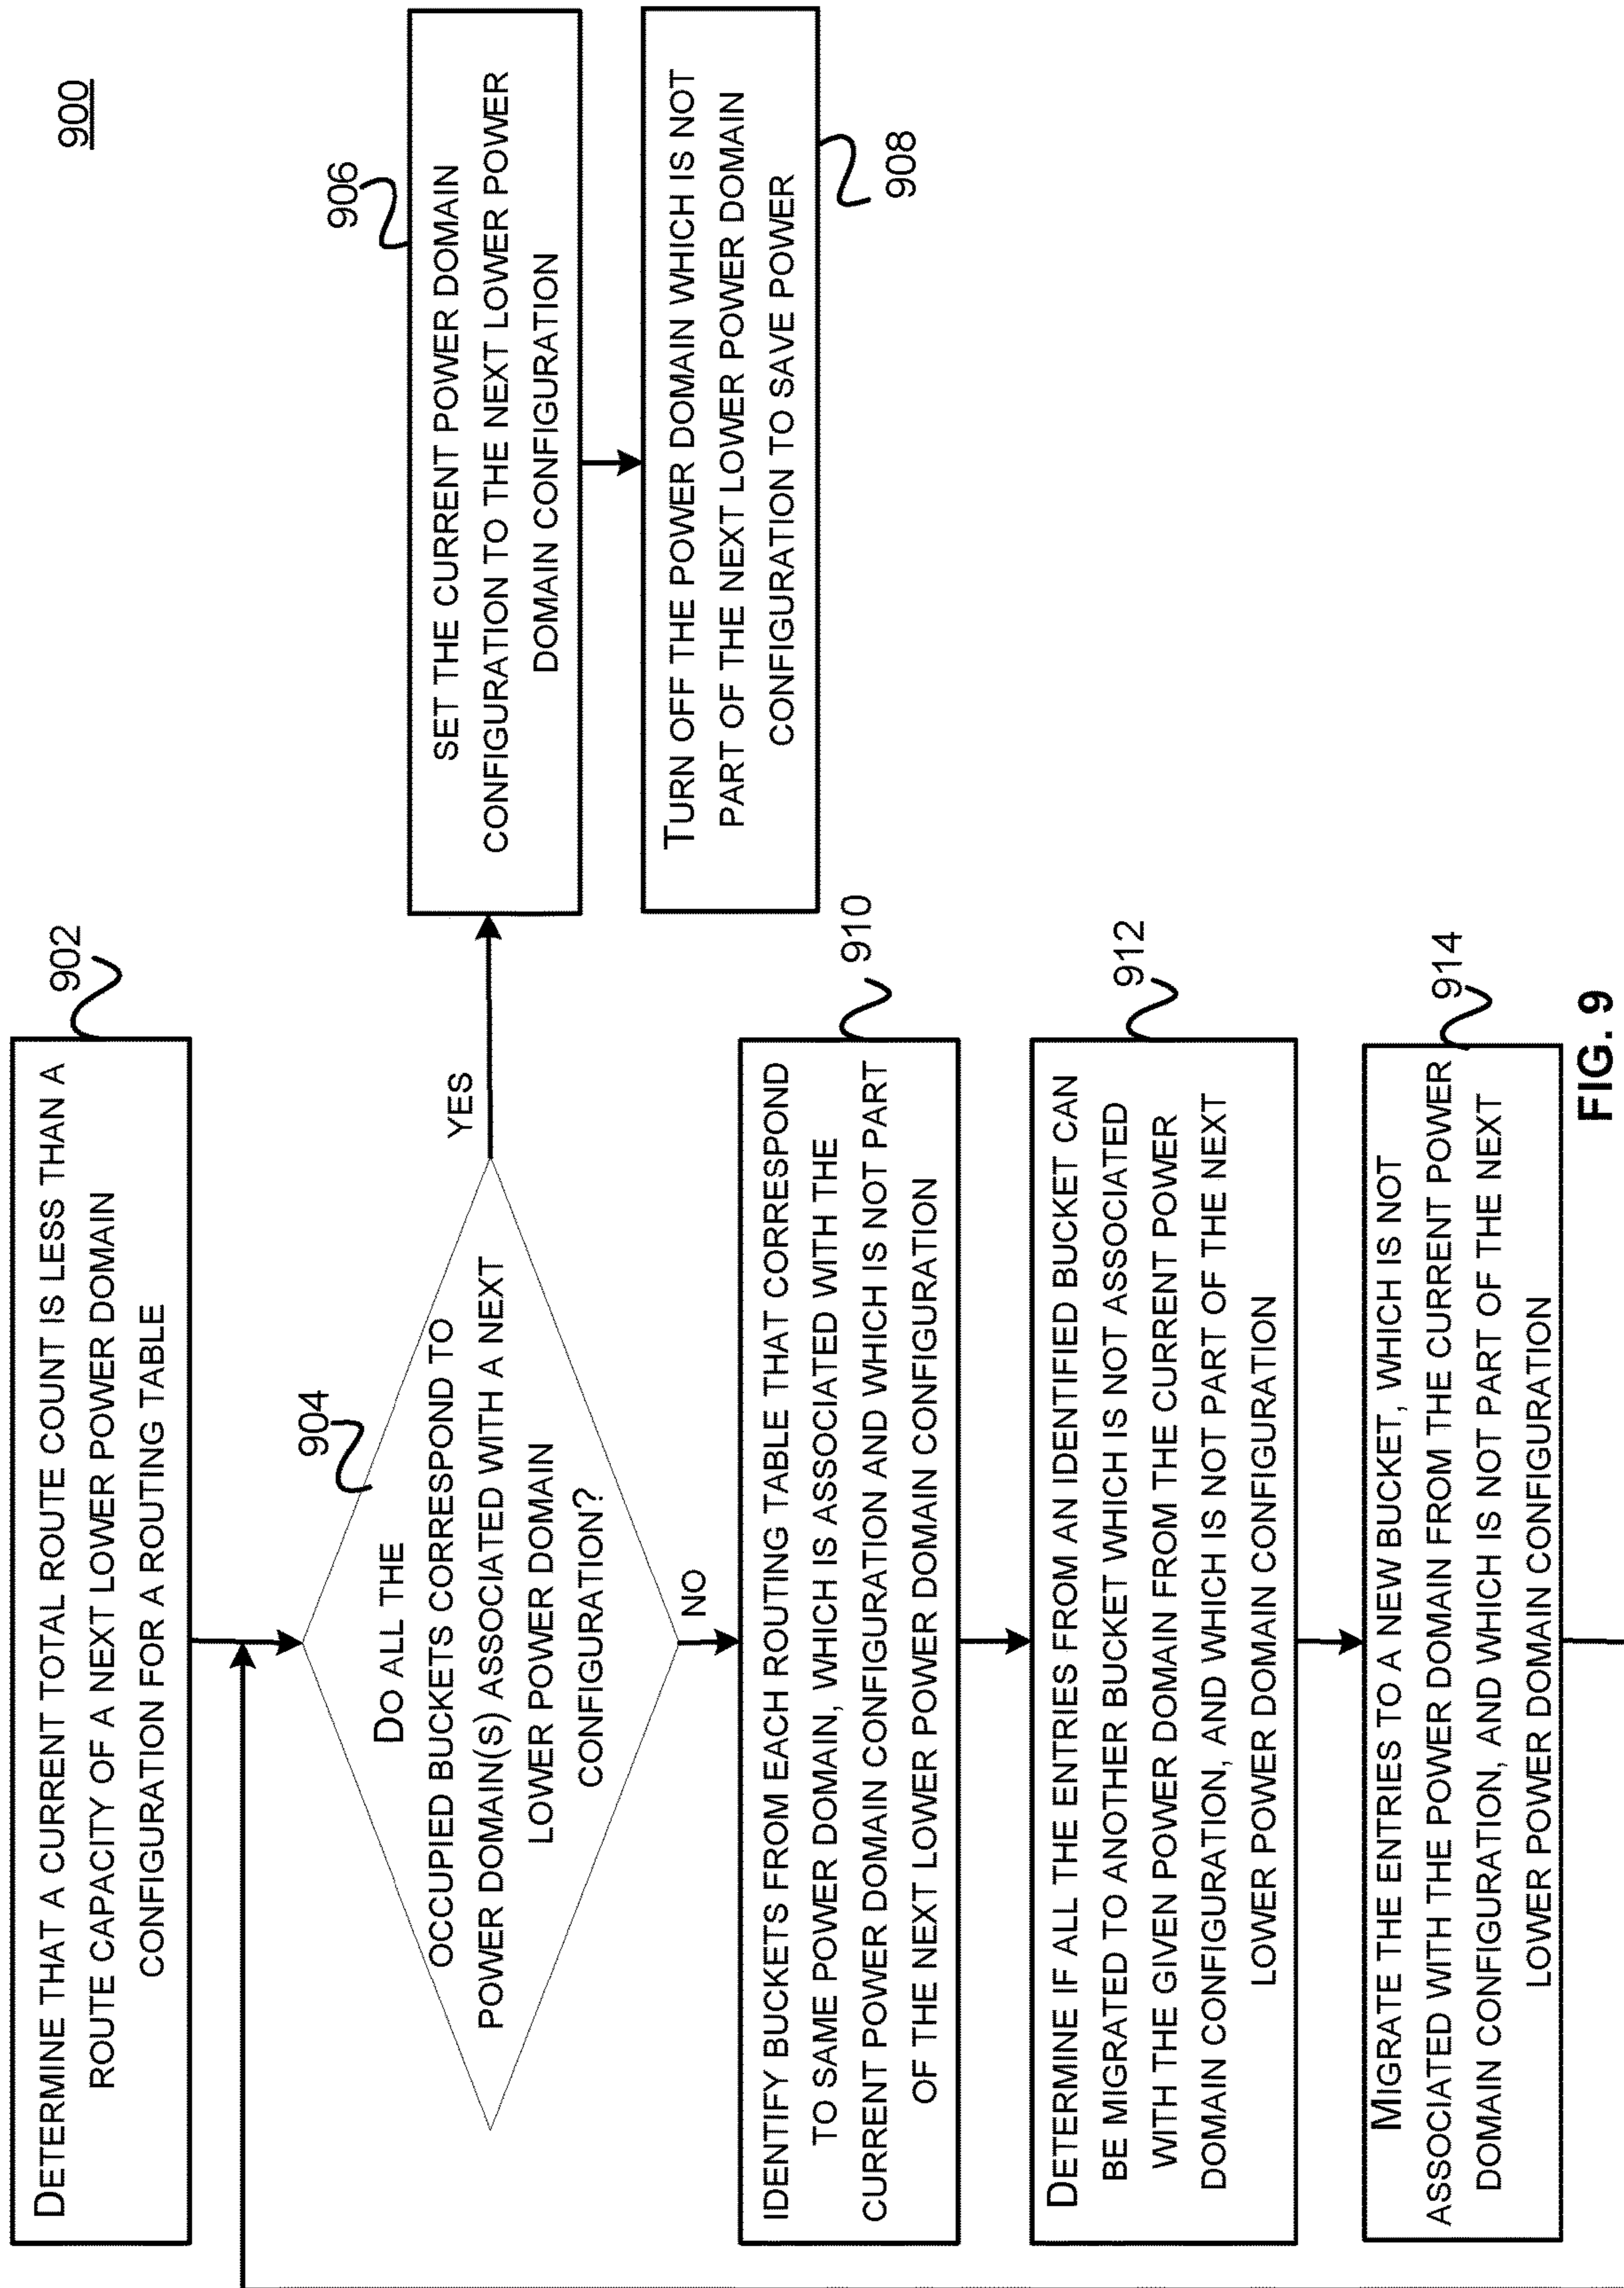 900
902
DETERMINE THAT A CURRENT TOTAL ROUTE COUNT IS LESS THAN A
ROUTE CAPACITY OF A NEXT LOWER POWER DOMAIN
CONFIGURATION FOR A ROUTING TABLE
904
DO ALL THE
OCCUPIED BUCKETS CORRESPOND TO
POWER DOMAIN(S) ASSOCIATED WITH A NEXT
LOWER POWER DOMAIN
CONFIGURATION?
YES
906
SET THE CURRENT POWER DOMAIN
CONFIGURATION TO THE NEXT LOWER POWER
DOMAIN CONFIGURATION
TURN OFF THE POWER DOMAIN WHICH IS NOT
PART OF THE NEXT LOWER POWER DOMAIN
CONFIGURATION TO SAVE POWER
908
NO
910
IDENTIFY BUCKETS FROM EACH ROUTING TABLE THAT CORRESPOND
TO SAME POWER DOMAIN, WHICH IS ASSOCIATED WITH THE
CURRENT POWER DOMAIN CONFIGURATION AND WHICH IS NOT PART
OF THE NEXT LOWER POWER DOMAIN CONFIGURATION
912
DETERMINE IF ALL THE ENTRIES FROM AN IDENTIFIED BUCKET CAN
BE MIGRATED TO ANOTHER BUCKET WHICH IS NOT ASSOCIATED
WITH THE GIVEN POWER DOMAIN FROM THE CURRENT POWER
DOMAIN CONFIGURATION, AND WHICH IS NOT PART OF THE NEXT
LOWER POWER DOMAIN CONFIGURATION
914
MIGRATE THE ENTRIES TO A NEW BUCKET, WHICH IS NOT
ASSOCIATED WITH THE POWER DOMAIN FROM THE CURRENT POWER
DOMAIN CONFIGURATION, AND WHICH IS NOT PART OF THE NEXT
LOWER POWER DOMAIN CONFIGURATION
FIG. 9